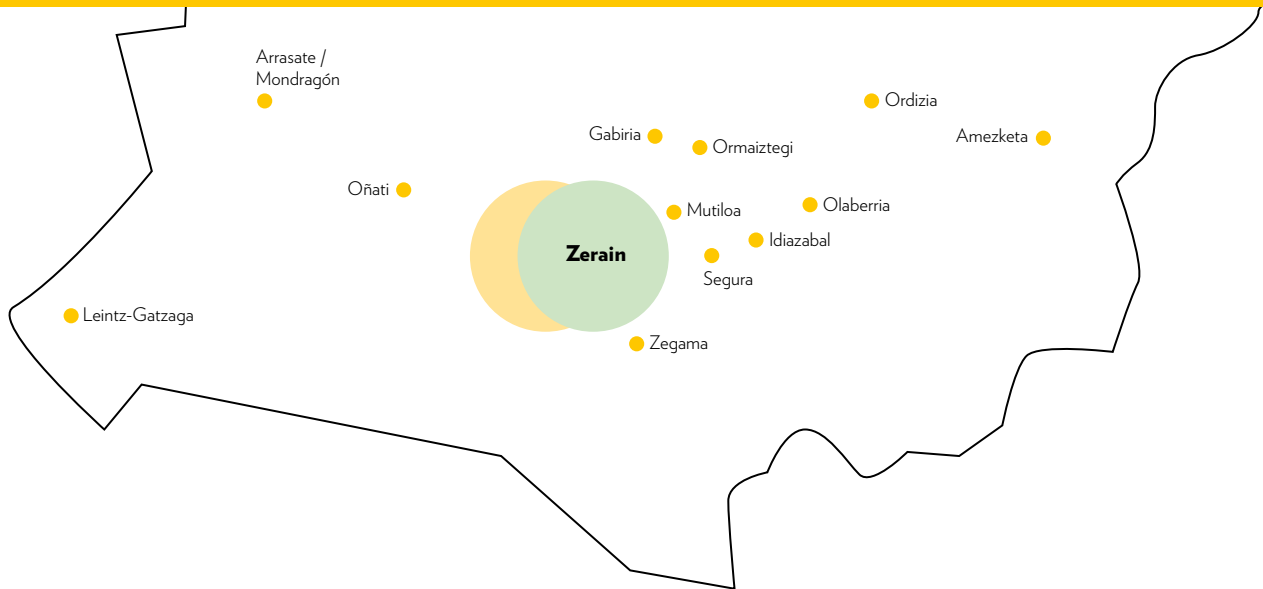 Arrasate /
Mondragón
Ordizia
Gabiria
Amezketa
Ormaiztegi
Oñati
Olaberria
Mutiloa
Idiazabal
Zerain
Segura
Leintz-Gatzaga
Zegama